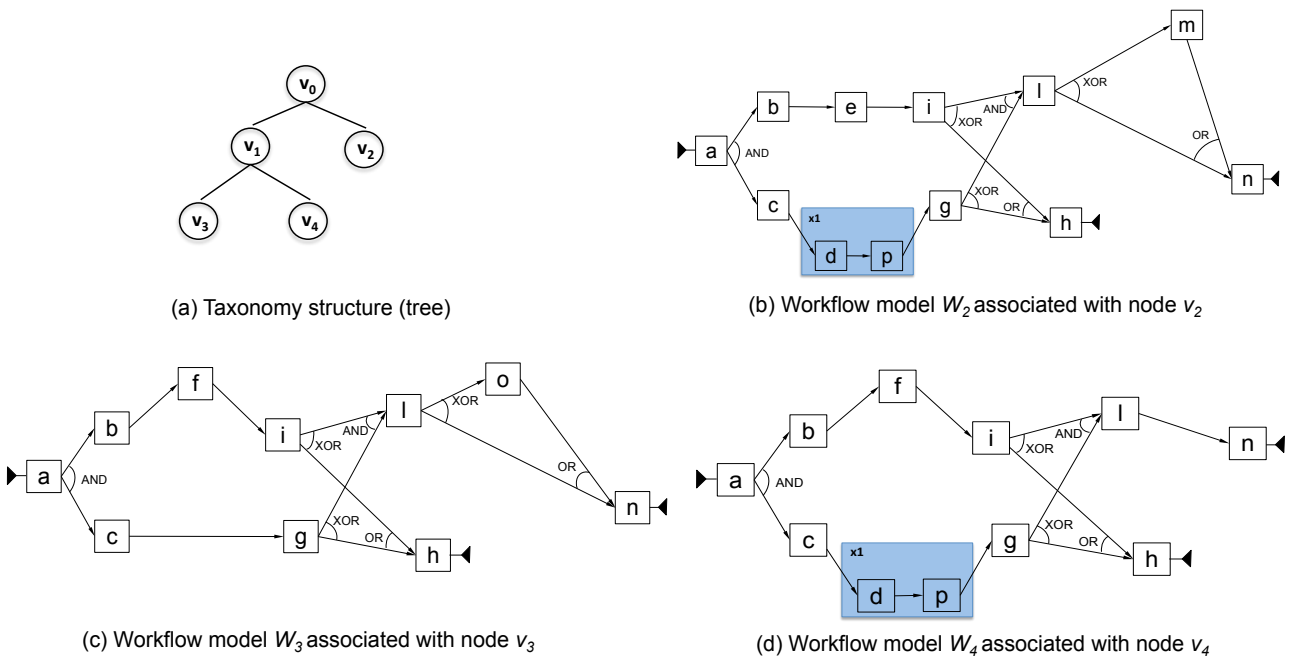 v0
v1
v2
v3
v4
(a) Taxonomy structure (tree)
m
XOR
b
e
i
AND
l
XOR
a
AND
OR
n
c
x1
g
XOR
OR
h
d
p
(b) Workflow model W2 associated with node v2
f
o
b
i
AND
l
XOR
XOR
a
AND
OR
n
c
g
XOR
OR
h
(c) Workflow model W3 associated with node v3
f
b
i
AND
l
XOR
n
a
AND
c
x1
g
XOR
OR
h
d
p
(d) Workflow model W4 associated with node v4